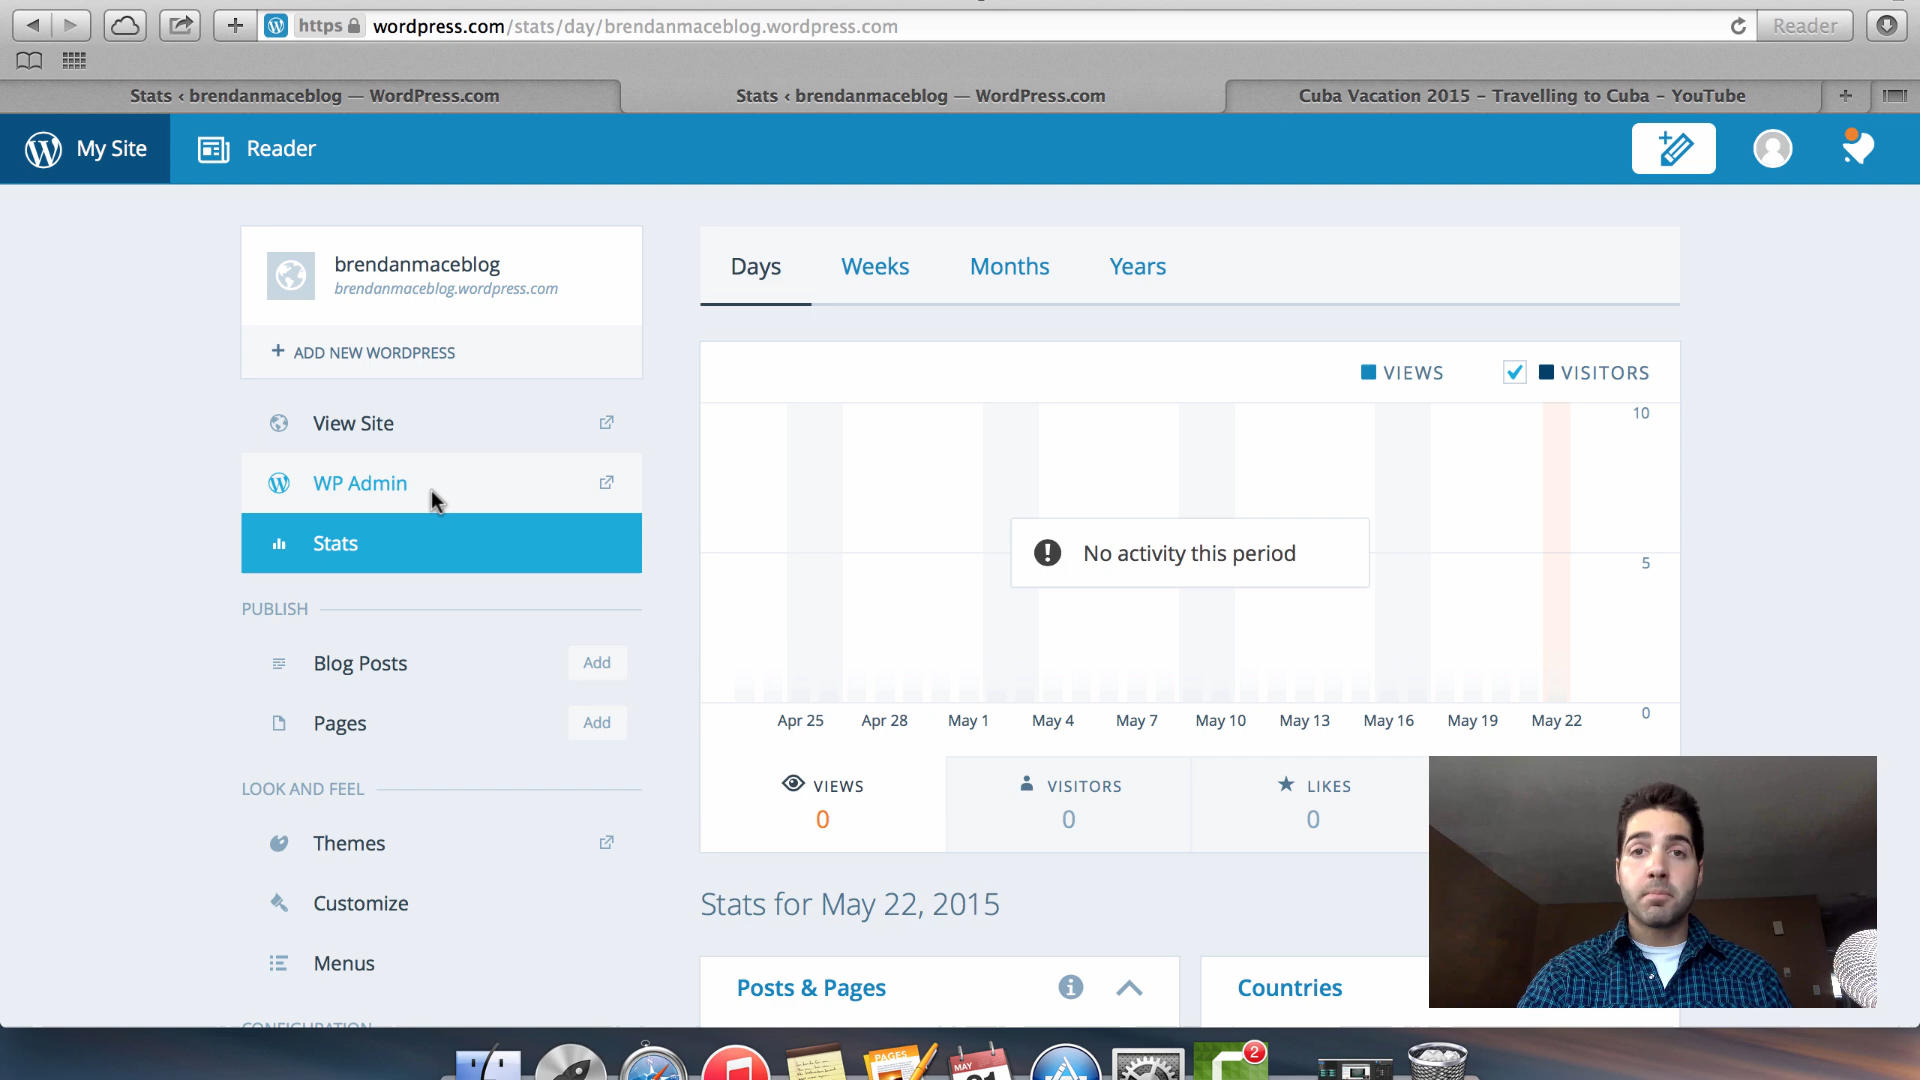 https wordpress.com/stats/day/brendanmaceblog.wordpress.com Reader
Stats ‹ brendanmaceblog — WordPress.com
Stats ‹ brendanmaceblog — WordPress.com
Cuba Vacation 2015 – Travelling to Cuba – YouTube
My Site
Reader
brendanmaceblog
brendanmaceblog.wordpress.com
+ ADD NEW WORDPRESS
View Site
WP Admin
Stats
PUBLISH
Blog Posts Add
Pages Add
LOOK AND FEEL
Themes
Customize
Menus
CONFIGURATION
Days Weeks Months Years
VIEWS VISITORS
10
5
0
No activity this period
Apr 25 Apr 28 May 1 May 4 May 7 May 10 May 13 May 16 May 19 May 22
VIEWS VISITORS LIKES
0 0 0
Stats for May 22, 2015
Posts & Pages
Countries
PAGES
MAY
2